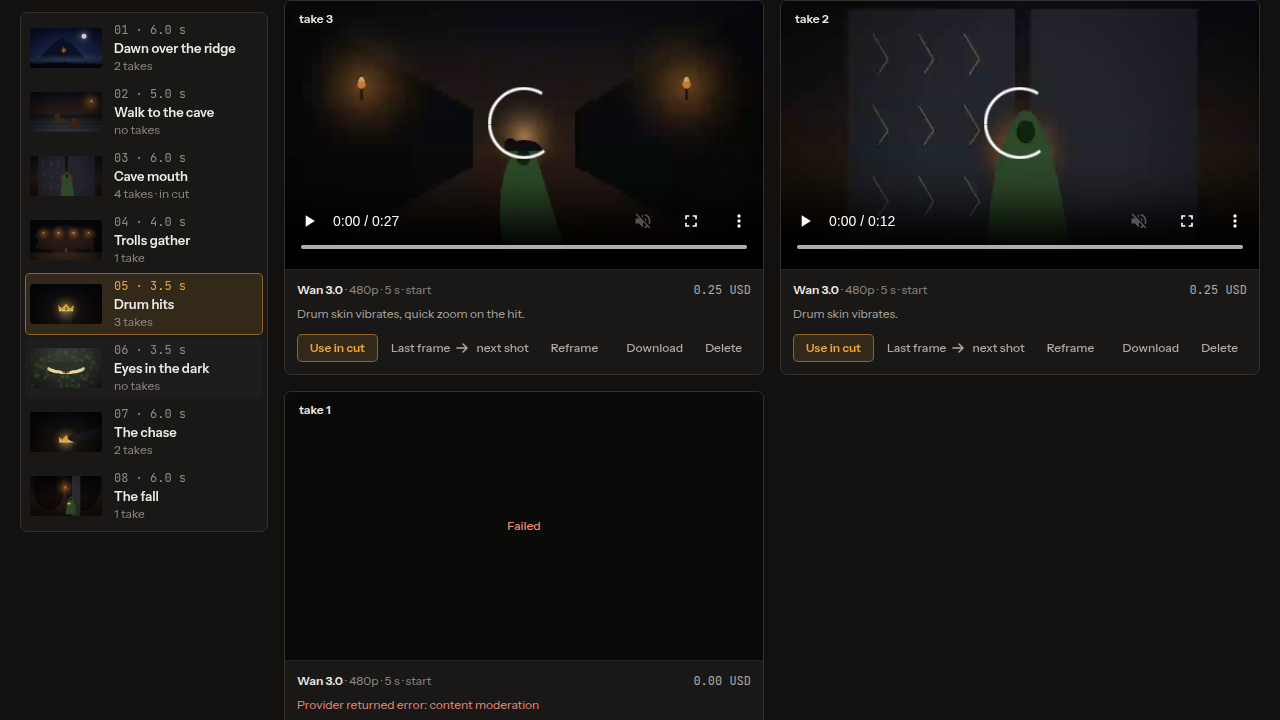 01 · 6.0 s
Dawn over the ridge
2 takes
02 · 5.0 s
Walk to the cave
no takes
03 · 6.0 s
Cave mouth
4 takes · in cut
04 · 4.0 s
Trolls gather
1 take
05 · 3.5 s
Drum hits
3 takes
06 · 3.5 s
Eyes in the dark
no takes
07 · 6.0 s
The chase
2 takes
08 · 6.0 s
The fall
1 take
take 3
0:00 / 0:27
Wan 3.0 · 480p · 5 s · start 0.25 USD
Drum skin vibrates, quick zoom on the hit.
Use in cut Last frame → next shot Reframe Download Delete
take 2
0:00 / 0:12
Wan 3.0 · 480p · 5 s · start 0.25 USD
Drum skin vibrates.
Use in cut Last frame → next shot Reframe Download Delete
take 1
Failed
Wan 3.0 · 480p · 5 s · start 0.00 USD
Provider returned error: content moderation